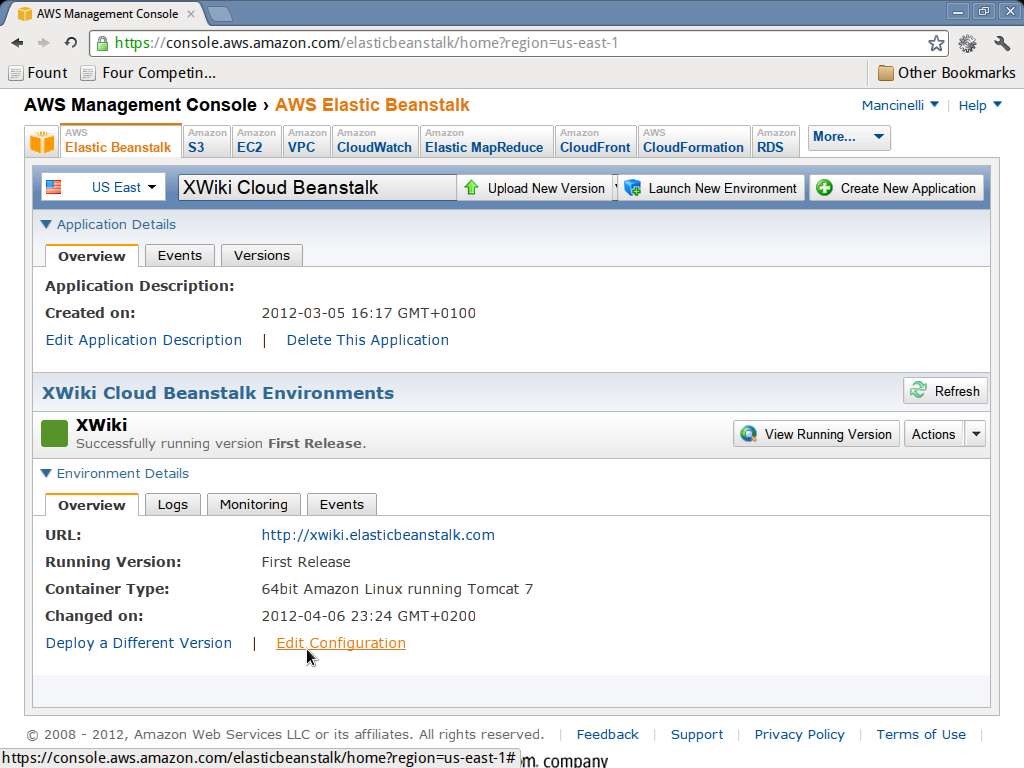 AWS Management Console
https://console.aws.amazon.com/elasticbeanstalk/home?region=us-east-1
Fount Four Competin... Other Bookmarks
AWS Management Console › AWS Elastic Beanstalk Mancinelli Help
AWS Elastic Beanstalk
Amazon S3
Amazon EC2
Amazon VPC
Amazon CloudWatch
Amazon Elastic MapReduce
Amazon CloudFront
AWS CloudFormation
Amazon RDS
More...
US East XWiki Cloud Beanstalk Upload New Version Launch New Environment Create New Application
Application Details
Overview Events Versions
Application Description:
Created on: 2012-03-05 16:17 GMT+0100
Edit Application Description | Delete This Application
XWiki Cloud Beanstalk Environments Refresh
XWiki
Successfully running version First Release.
View Running Version Actions
Environment Details
Overview Logs Monitoring Events
URL: http://xwiki.elasticbeanstalk.com
Running Version: First Release
Container Type: 64bit Amazon Linux running Tomcat 7
Changed on: 2012-04-06 23:24 GMT+0200
Deploy a Different Version | Edit Configuration
© 2008 - 2012, Amazon Web Services LLC or its affiliates. All rights reserved. | Feedback | Support | Privacy Policy | Terms of Use |
https://console.aws.amazon.com/elasticbeanstalk/home?region=us-east-1#
company